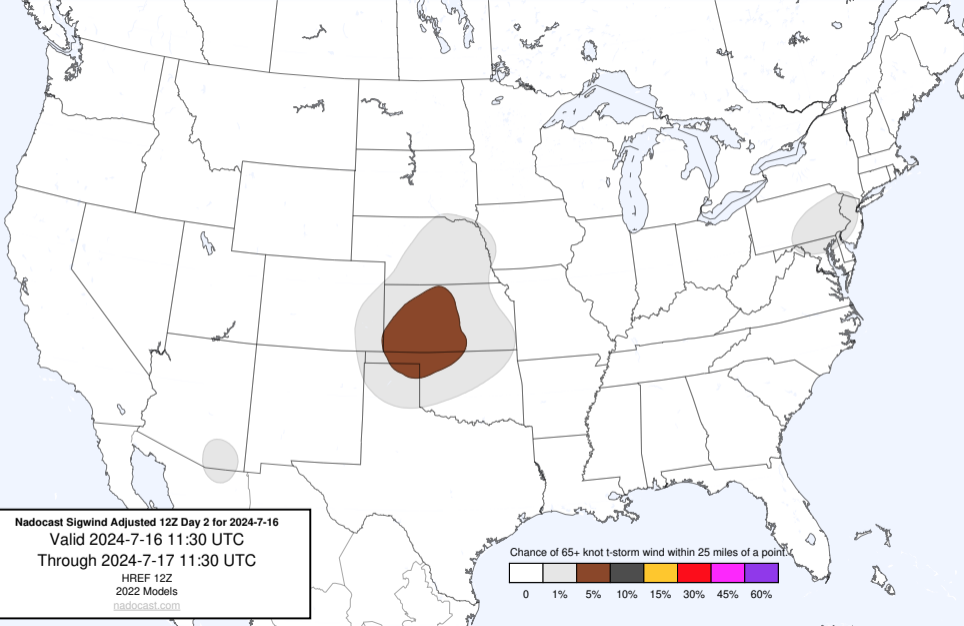 Nadocast Sigwind Adjusted 12Z Day 2 for 2024-7-16
Valid 2024-7-16 11:30 UTC
Through 2024-7-17 11:30 UTC
HREF 12Z
2022 Models
nadocast.com
Chance of 65+ knot t-storm wind within 25 miles of a point.
0 1% 5% 10% 15% 30% 45% 60%